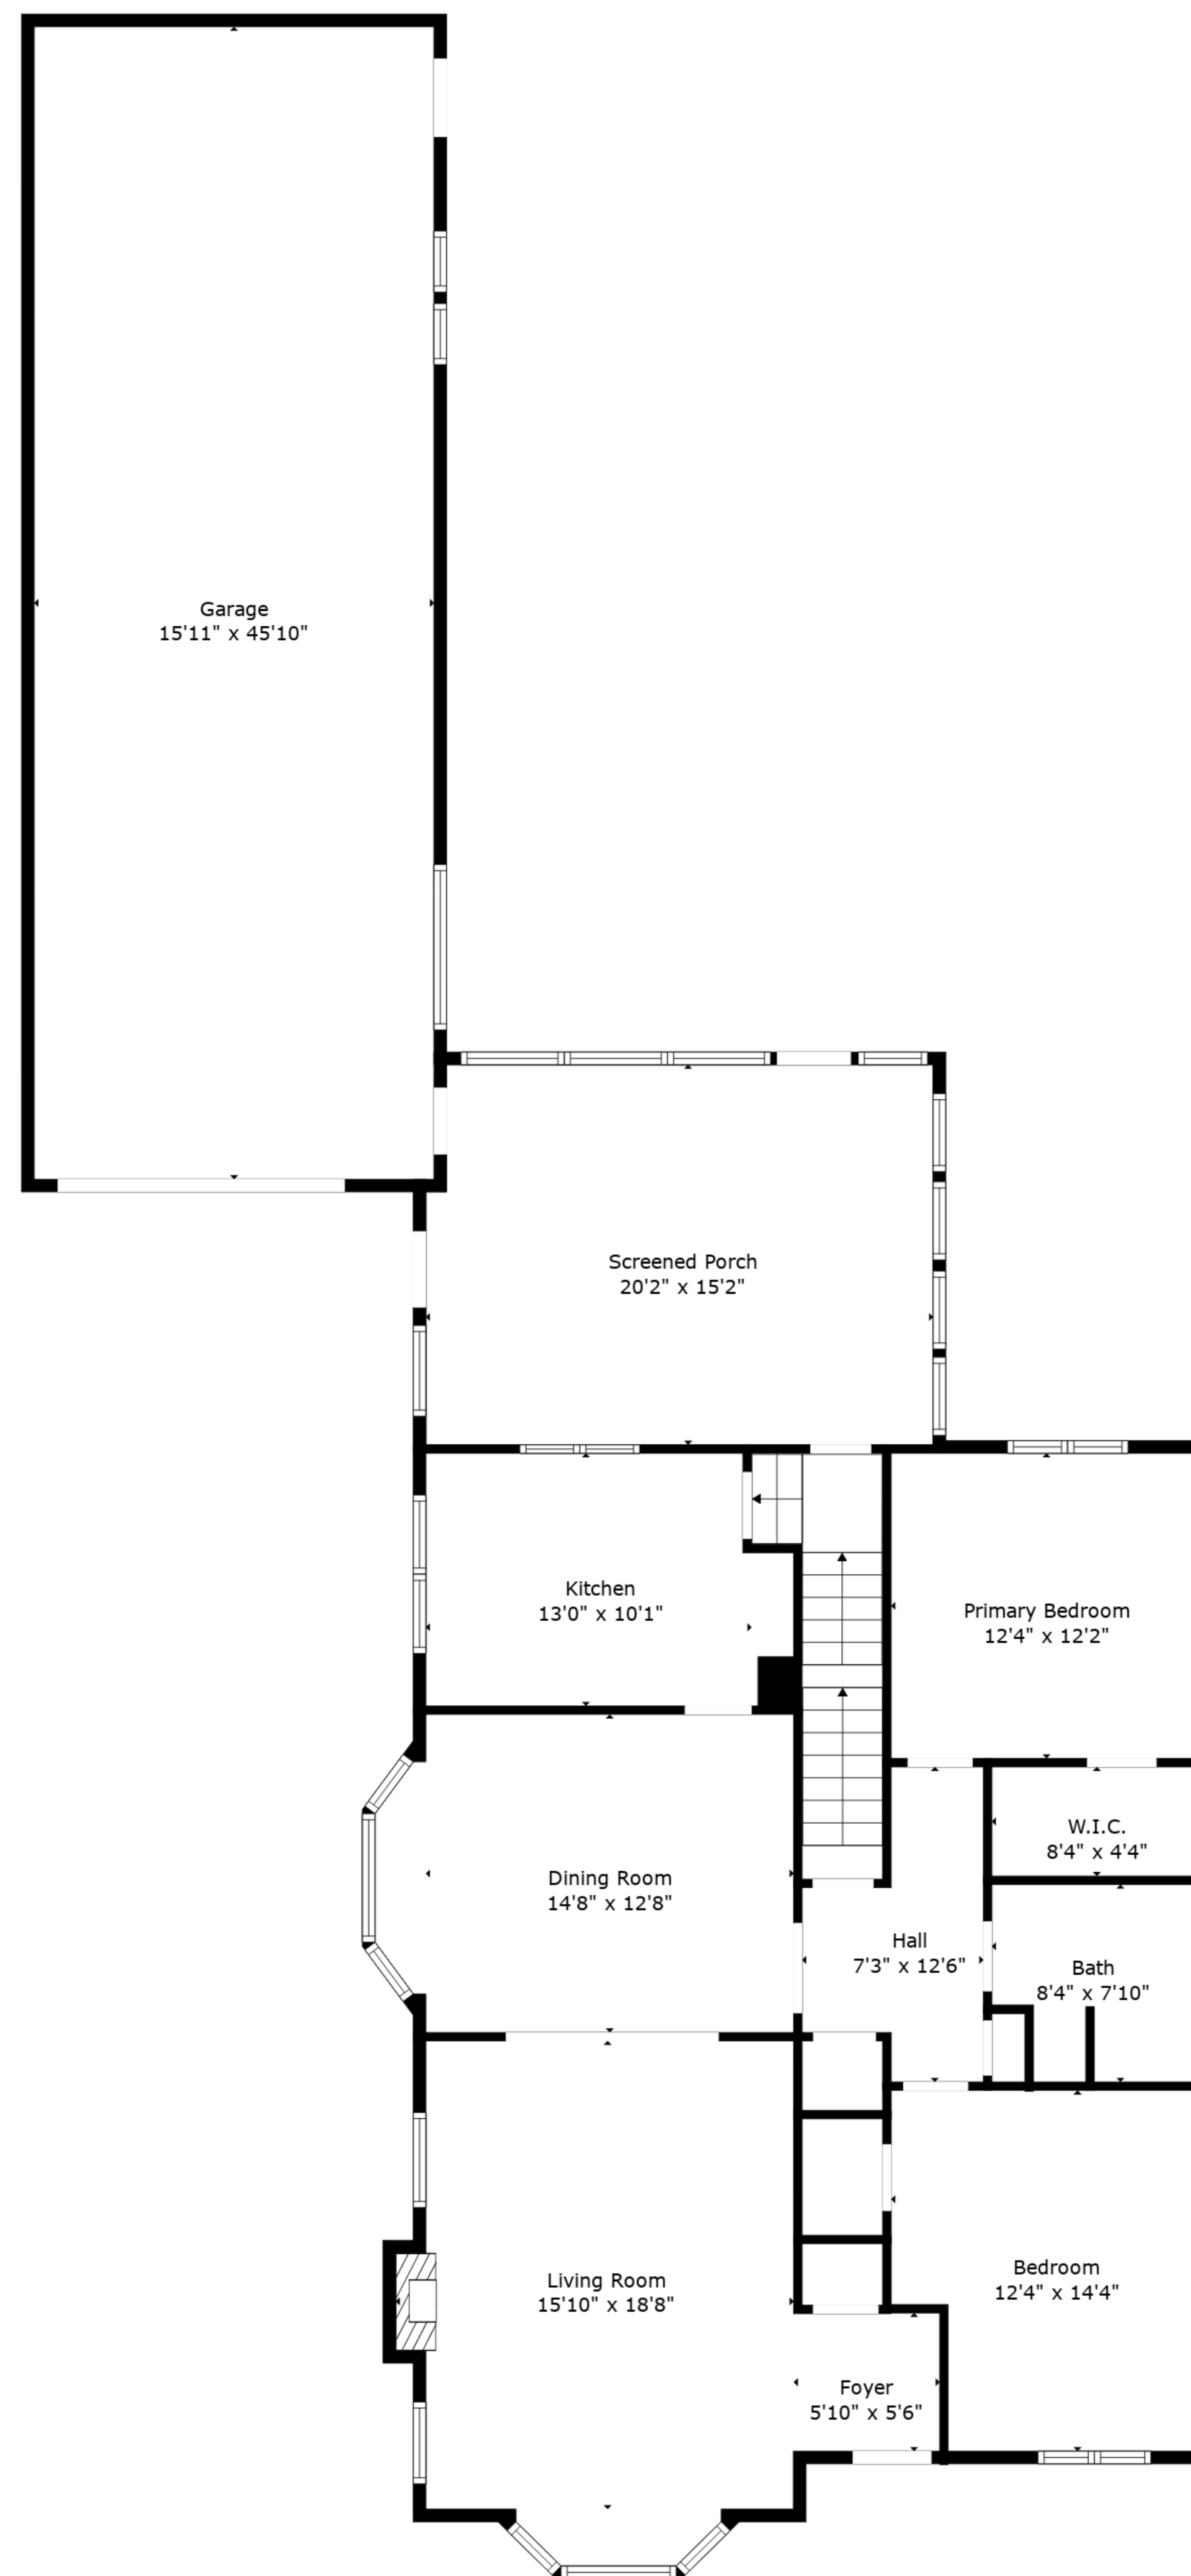 Garage
15'11" x 45'10"
Screened Porch
20'2" x 15'2"
Kitchen
13'0" x 10'1"
Primary Bedroom
12'4" x 12'2"
W.I.C.
8'4" x 4'4"
Dining Room
14'8" x 12'8"
Hall
7'3" x 12'6"
Bath
8'4" x 7'10"
Bedroom
12'4" x 14'4"
Living Room
15'10" x 18'8"
Foyer
5'10" x 5'6"